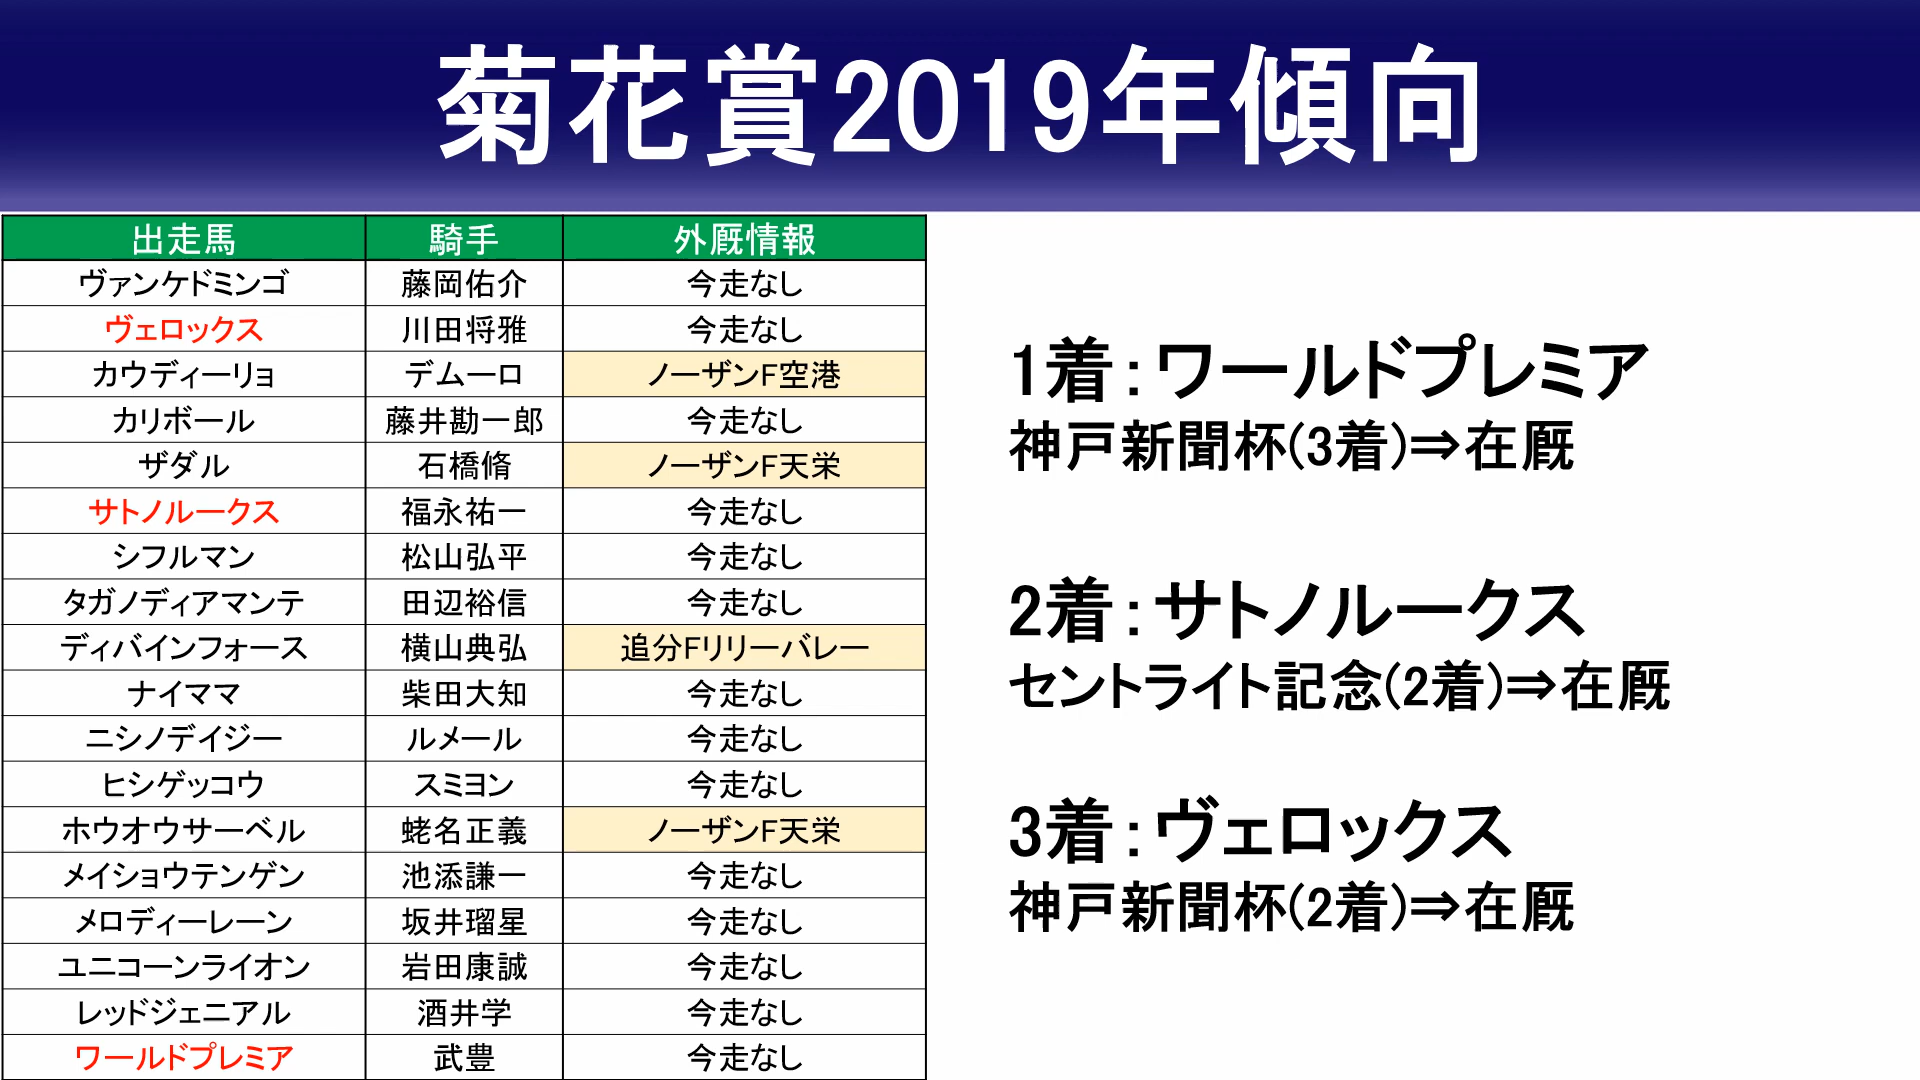 菊花賞2019年傾向
出走馬 騎手 外厩情報
ヴァンケドミンゴ 藤岡佑介 今走なし
ヴェロックス 川田将雅 今走なし
カウディーリョ デムーロ ノーザンF空港
カリボール 藤井勘一郎 今走なし
ザダル 石橋脩 ノーザンF天栄
サトノルークス 福永祐一 今走なし
シフルマン 松山弘平 今走なし
タガノディアマンテ 田辺裕信 今走なし
ディバインフォース 横山典弘 追分Fリリーバレー
ナイママ 柴田大知 今走なし
ニシノデイジー ルメール 今走なし
ヒシゲッコウ スミヨン 今走なし
ホウオウサーベル 蛯名正義 ノーザンF天栄
メイショウテンゲン 池添謙一 今走なし
メロディーレーン 坂井瑠星 今走なし
ユニコーンライオン 岩田康誠 今走なし
レッドジェニアル 酒井学 今走なし
ワールドプレミア 武豊 今走なし
1着：ワールドプレミア
神戸新聞杯(3着)⇒在厩
2着：サトノルークス
セントライト記念(2着)⇒在厩
3着：ヴェロックス
神戸新聞杯(2着)⇒在厩